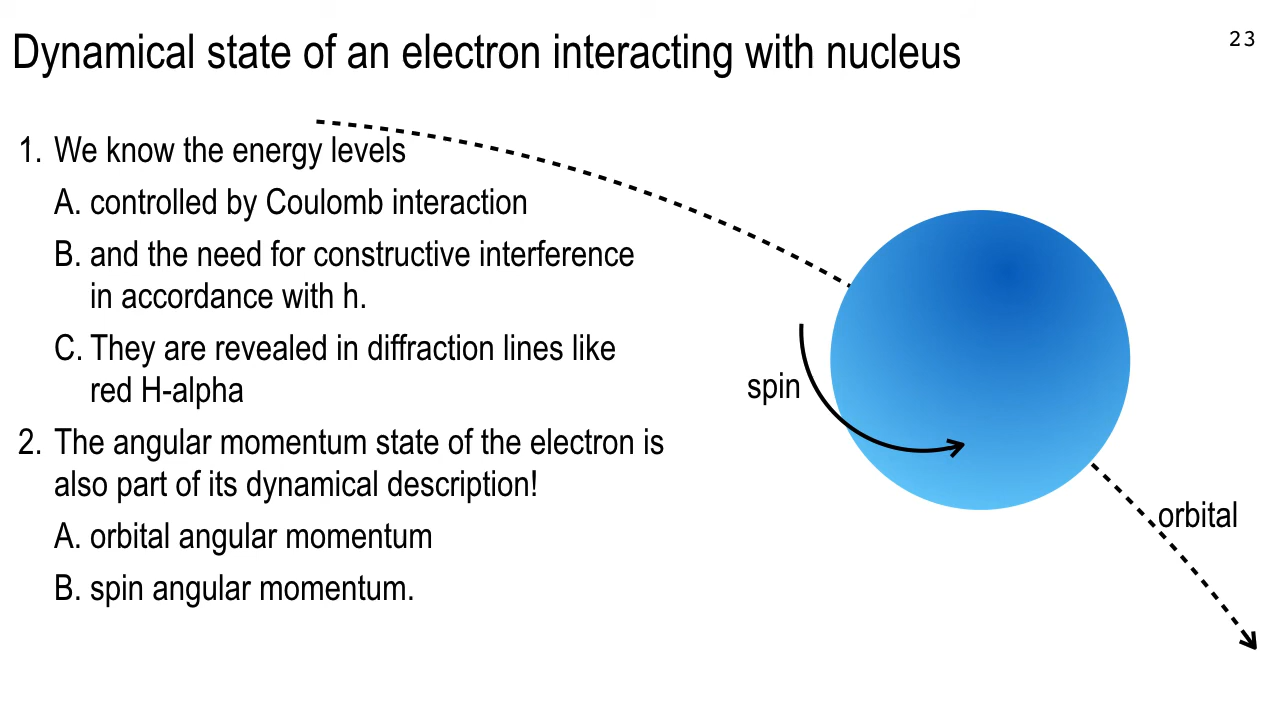 Dynamical state of an electron interacting with nucleus
23
1. We know the energy levels
A. controlled by Coulomb interaction
B. and the need for constructive interference
in accordance with h.
C. They are revealed in diffraction lines like
red H-alpha
2. The angular momentum state of the electron is
also part of its dynamical description!
A. orbital angular momentum
B. spin angular momentum.
spin
orbital